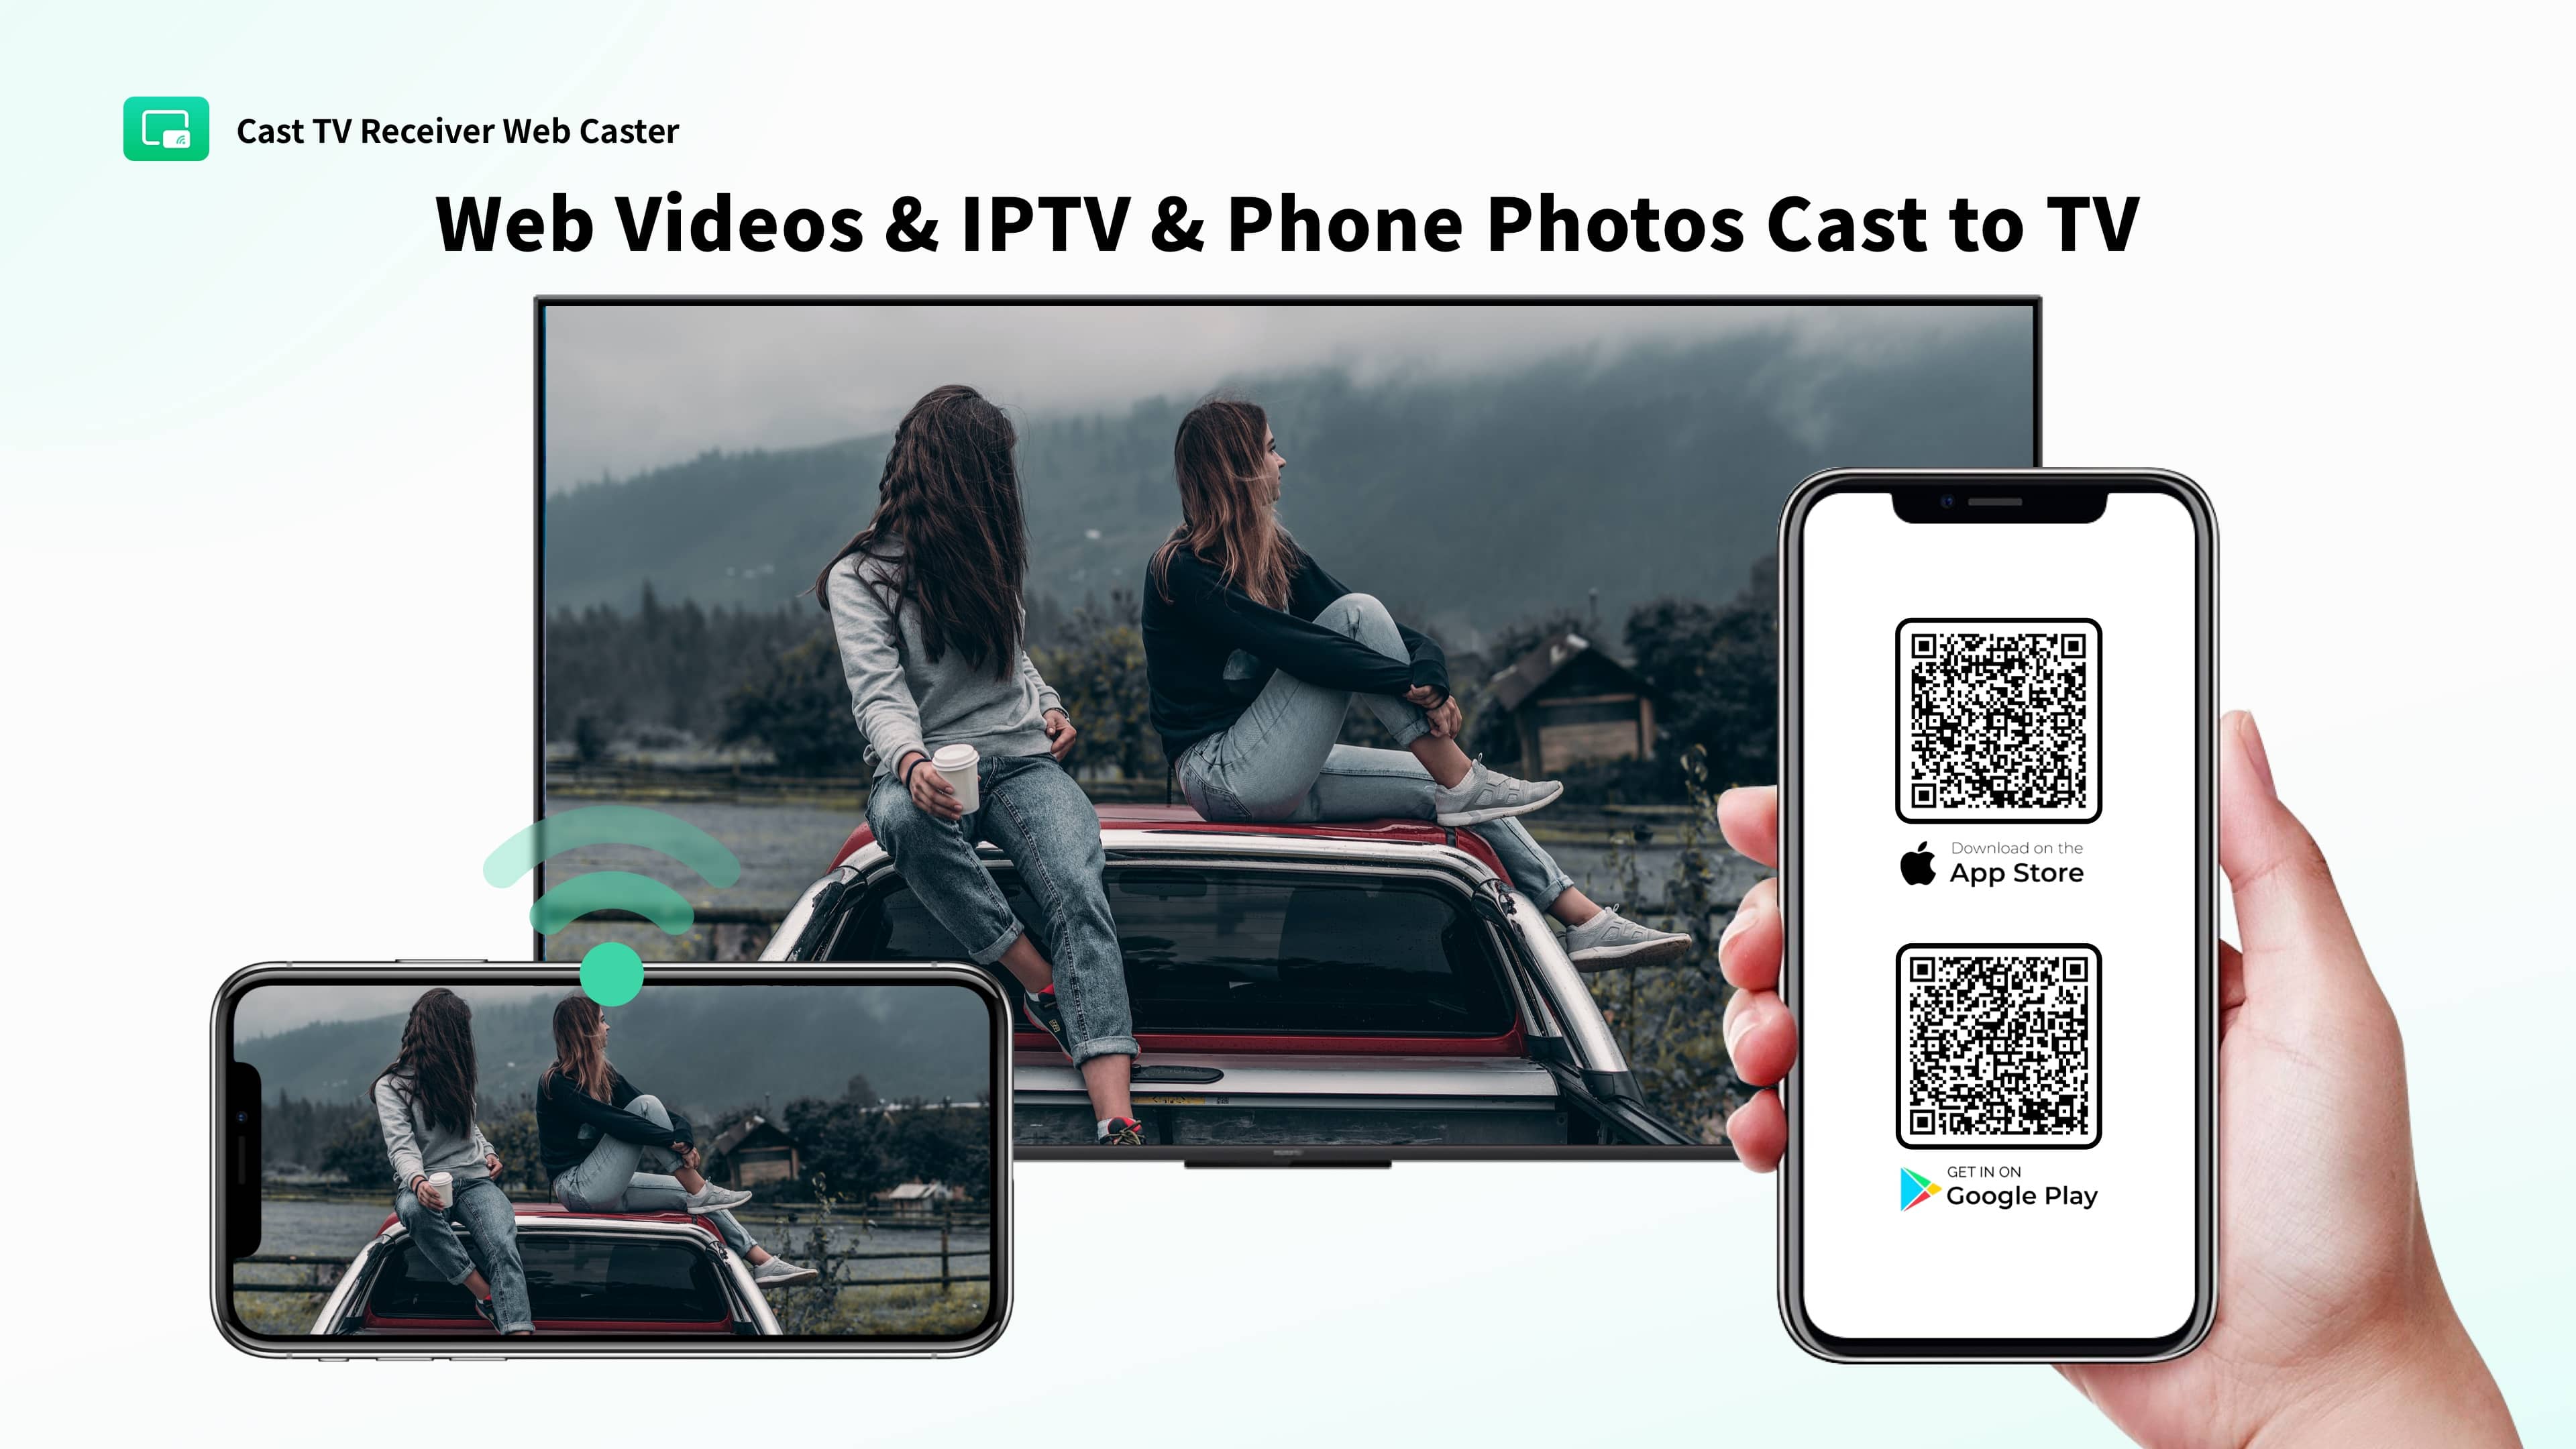 Cast TV Receiver Web Caster
Web Videos & IPTV & Phone Photos Cast to TV
Download on the
App Store
GET IN ON
Google Play